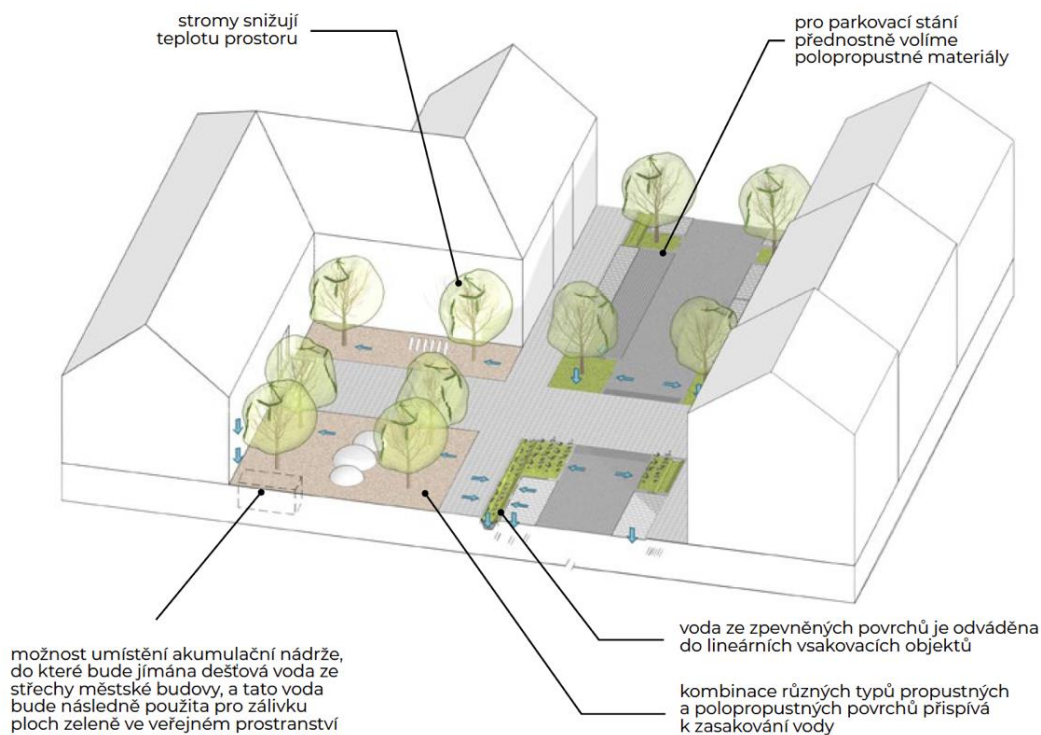 stromy snižují
teplotu prostoru
pro parkovací stání
přednostně volíme
polopropustné materiály
možnost umístění akumulační nádrže,
do které bude jímána dešťová voda ze
střechy městské budovy, a tato voda
bude následně použita pro zálivku
ploch zeleně ve veřejném prostranství
voda ze zpevněných povrchů je odváděna
do lineárních vsakovacích objektů
kombinace různých typů propustných
a polopropustných povrchů přispívá
k zasakování vody